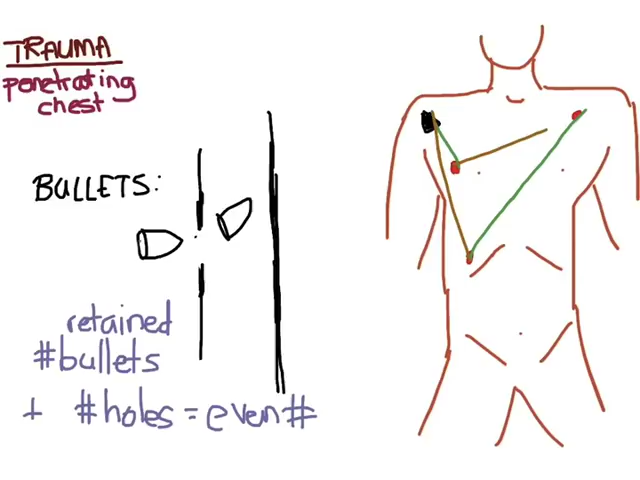 TRAUMA
penetrating
chest
BULLETS:
retained
#bullets
+ #holes = even#